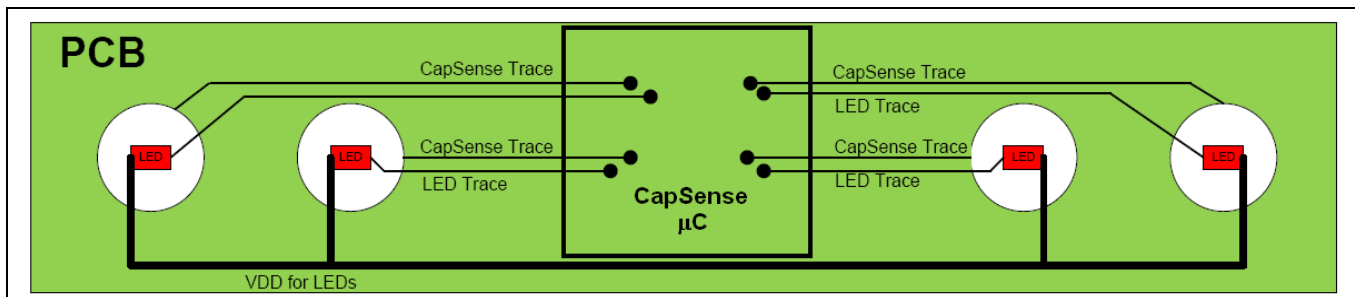 PCB
CapSense Trace
CapSense Trace
LED Trace
LED
LED
CapSense Trace
LED Trace
CapSense Trace
LED Trace
LED
LED
CapSense
μC
VDD for LEDs